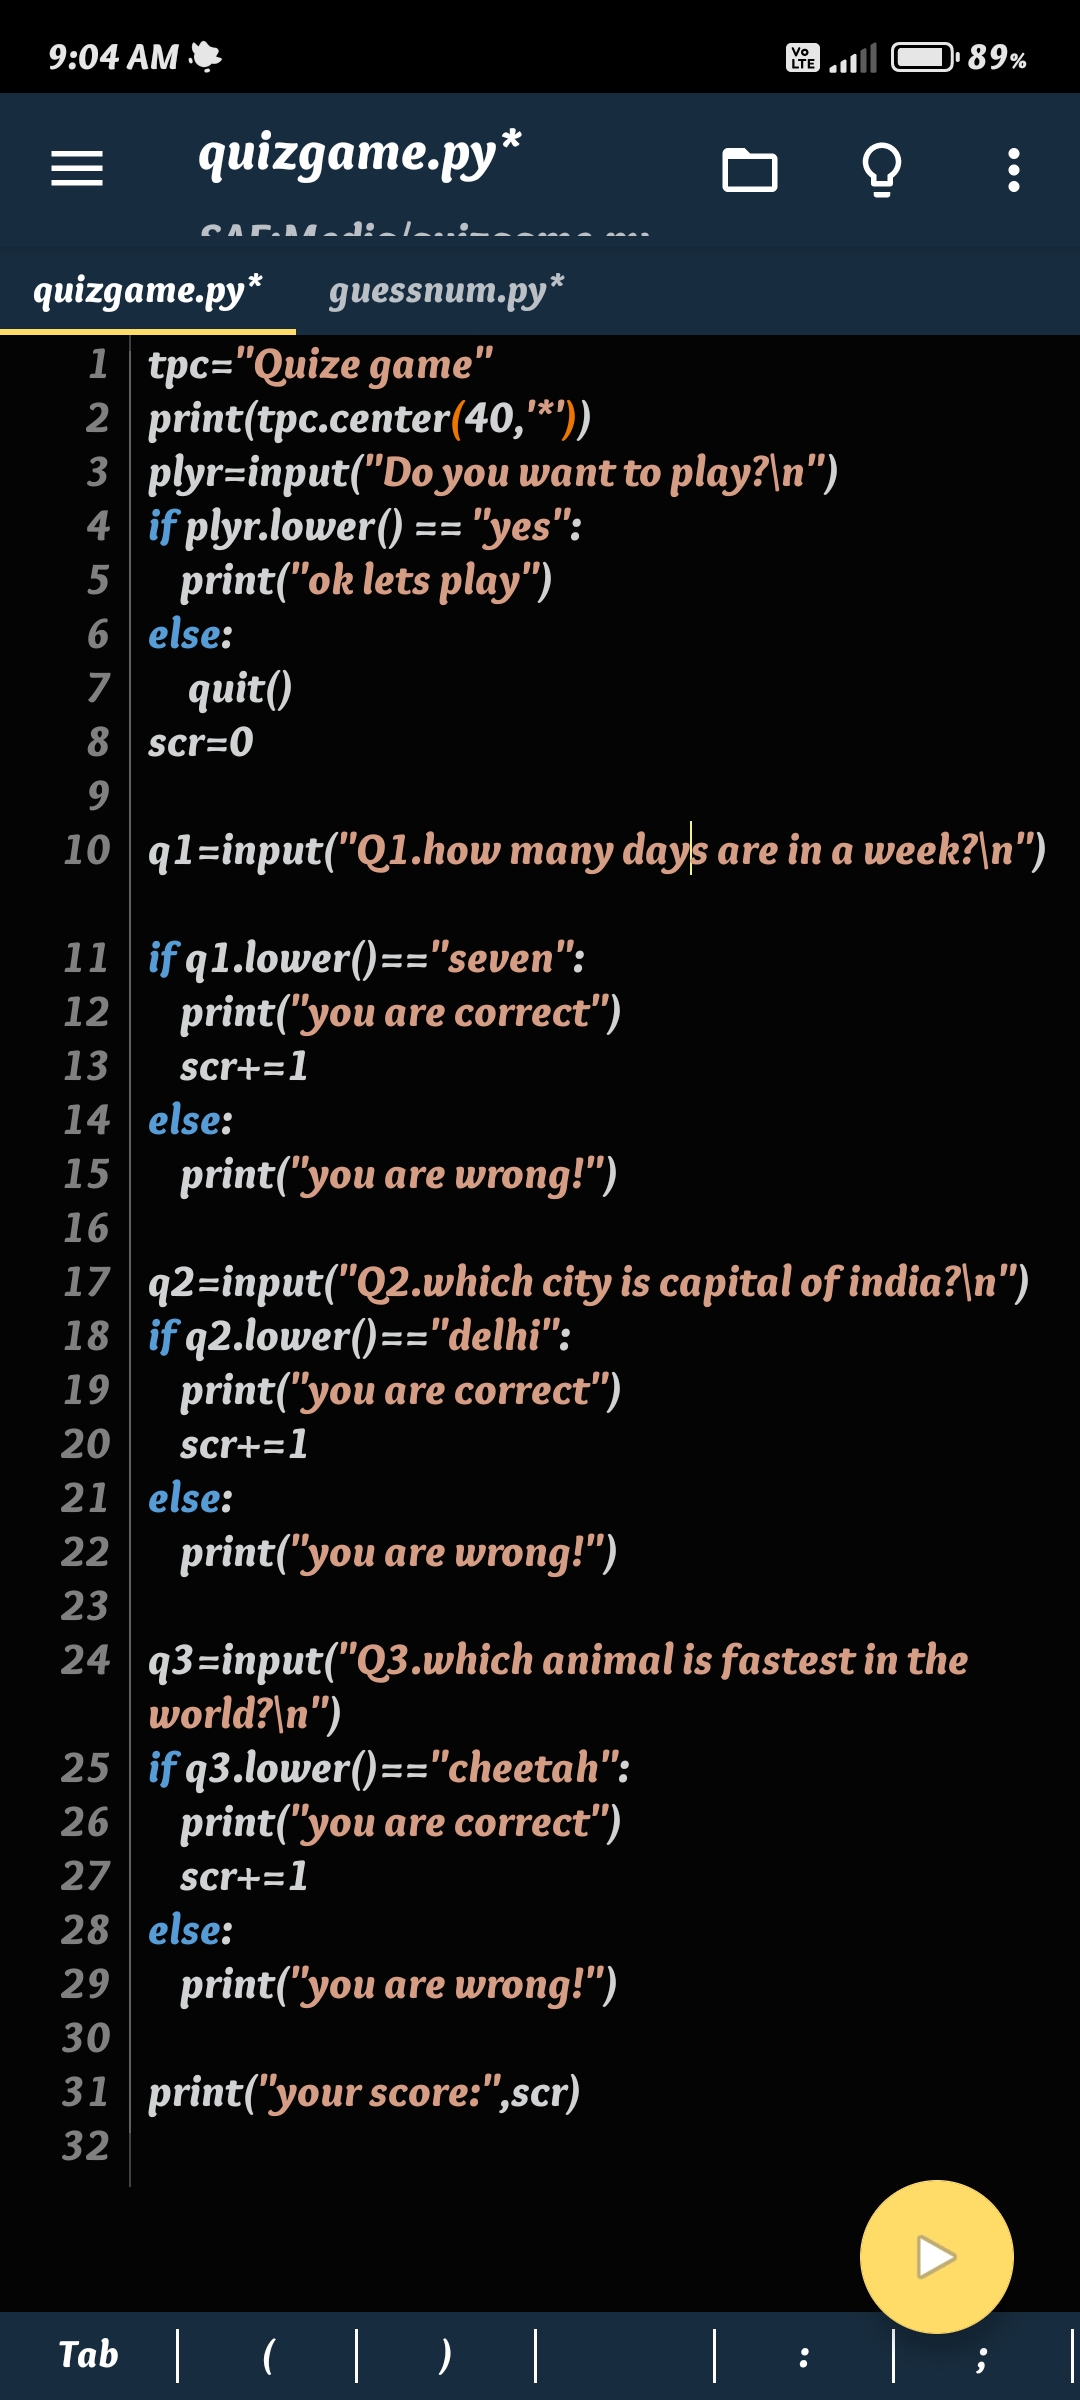 9:04 AM
Vo LTE
89%
quizgame.py*
SAF:Media/quizgame.py
quizgame.py*
guessnum.py*
1 tpc="Quize game"
2 print(tpc.center(40,'*'))
3 plyr=input("Do you want to play?\n")
4 if plyr.lower() == "yes":
5     print("ok lets play")
6 else:
7      quit()
8 scr=0
9
10 q1=input("Q1.how many days are in a week?\n")
11 if q1.lower()=="seven":
12     print("you are correct")
13     scr+=1
14 else:
15     print("you are wrong!")
16
17 q2=input("Q2.which city is capital of india?\n")
18 if q2.lower()=="delhi":
19     print("you are correct")
20     scr+=1
21 else:
22     print("you are wrong!")
23
24 q3=input("Q3.which animal is fastest in the
world?\n")
25 if q3.lower()=="cheetah":
26     print("you are correct")
27     scr+=1
28 else:
29     print("you are wrong!")
30
31 print("your score:",scr)
32
Tab ( ) : ;